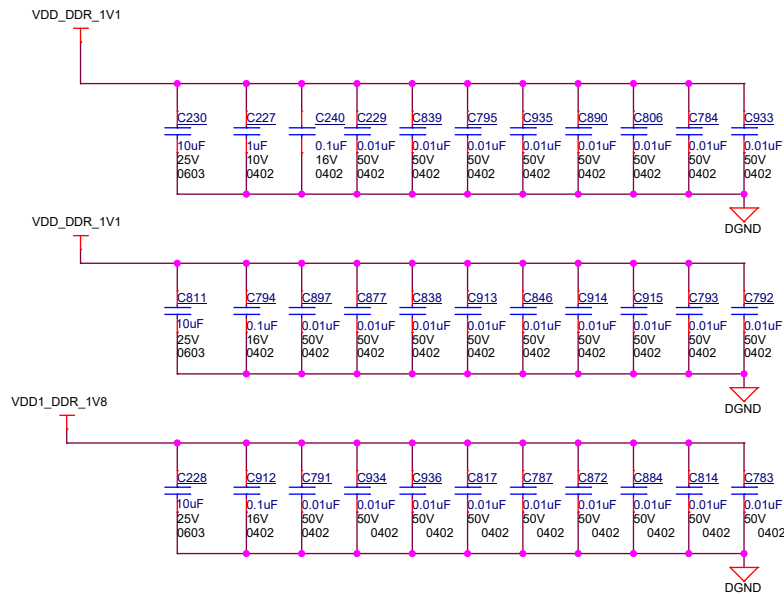 VDD_DDR_1V1
C230 C227 C240 C229 C839 C795 C935 C890 C806 C784 C933
10uF 1uF 0.1uF 0.01uF 0.01uF 0.01uF 0.01uF 0.01uF 0.01uF 0.01uF 0.01uF
25V 10V 16V 50V 50V 50V 50V 50V 50V 50V 50V
0603 0402 0402 0402 0402 0402 0402 0402 0402 0402 0402
DGND
VDD_DDR_1V1
C811 C794 C897 C877 C838 C913 C846 C914 C915 C793 C792
10uF 0.1uF 0.01uF 0.01uF 0.01uF 0.01uF 0.01uF 0.01uF 0.01uF 0.01uF 0.01uF
25V 16V 50V 50V 50V 50V 50V 50V 50V 50V 50V
0603 0402 0402 0402 0402 0402 0402 0402 0402 0402 0402
DGND
VDD1_DDR_1V8
C228 C912 C791 C934 C936 C817 C787 C872 C884 C814 C783
10uF 0.1uF 0.01uF 0.01uF 0.01uF 0.01uF 0.01uF 0.01uF 0.01uF 0.01uF 0.01uF
25V 16V 50V 50V 50V 50V 50V 50V 50V 50V 50V
0603 0402 0402 0402 0402 0402 0402 0402 0402 0402 0402
DGND